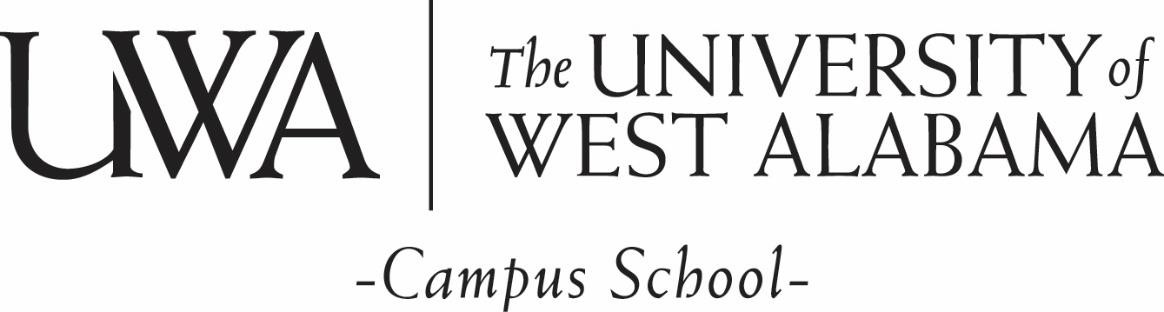 UWA
The UNIVERSITY of
WEST ALABAMA
-Campus School-